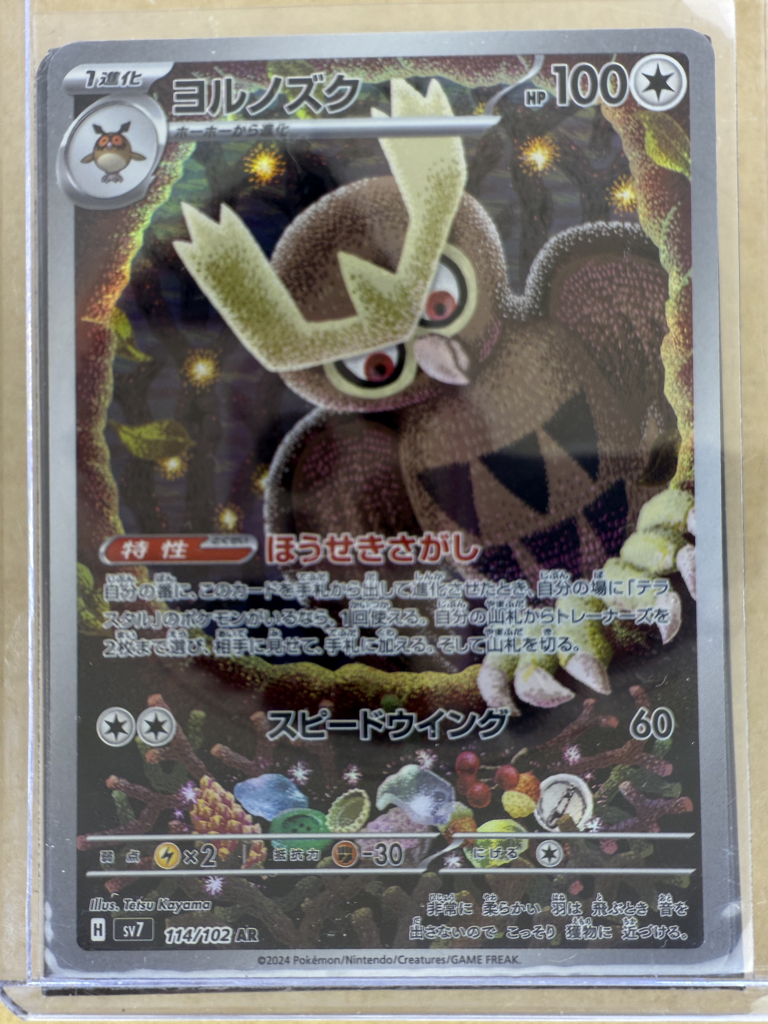 1進化 ヨルノズク HP 100
ホーホーから進化
特性 とくせい ほうせきさがし
自分の番に、このカードを手札から出して進化させたとき、自分の場に「テラ
スタル」のポケモンがいるなら、1回使える。自分の山札からトレーナーズを
2枚まで選び、相手に見せて、手札に加える。そして山札を切る。
スピードウイング 60
弱点 ×2 抵抗力 -30 にげる
Illus. Tetsu Kayama
非常に 柔らかい 羽は 飛ぶとき 音を
出さないので こっそり 獲物に 近づける。
H sv7 114/102 AR
©2024 Pokémon/Nintendo/Creatures/GAME FREAK.